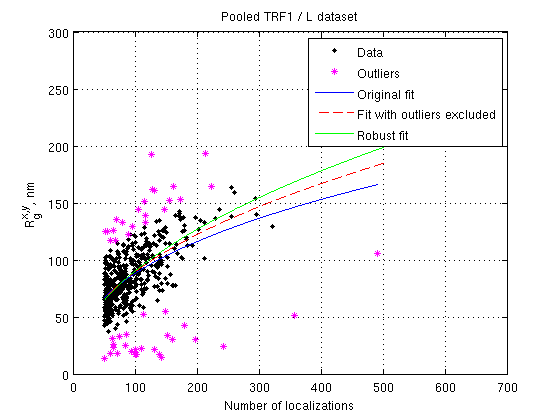 Pooled TRF1 / L dataset
300
250
200
150
100
50
0
R_g^{x,y}, nm
Data
Outliers
Original fit
Fit with outliers excluded
Robust fit
0 100 200 300 400 500 600 700
Number of localizations